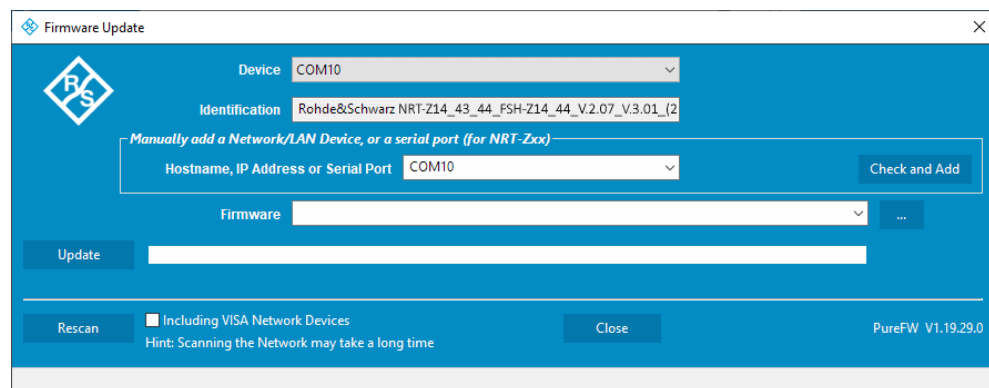 Firmware Update
R&S
Device COM10
Identification Rohde&Schwarz NRT-Z14_43_44_FSH-Z14_44_V.2.07_V.3.01_(2
Manually add a Network/LAN Device, or a serial port (for NRT-Zxx)
Hostname, IP Address or Serial Port COM10 Check and Add
Firmware ...
Update
Rescan Including VISA Network Devices Close PureFW V1.19.29.0
Hint: Scanning the Network may take a long time